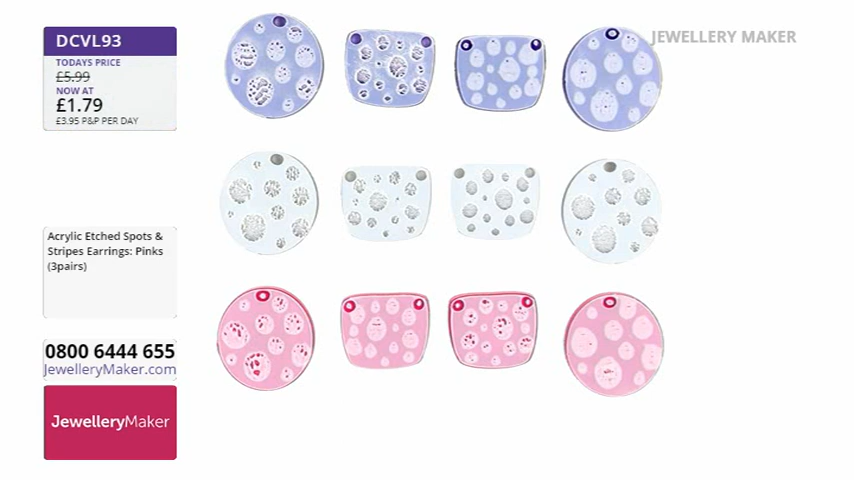 DCVL93
TODAYS PRICE
£5.99
NOW AT
£1.79
£3.95 P&P PER DAY
JEWELLERY MAKER
Acrylic Etched Spots &
Stripes Earrings: Pinks
(3pairs)
0800 6444 655
JewelleryMaker.com
JewelleryMaker